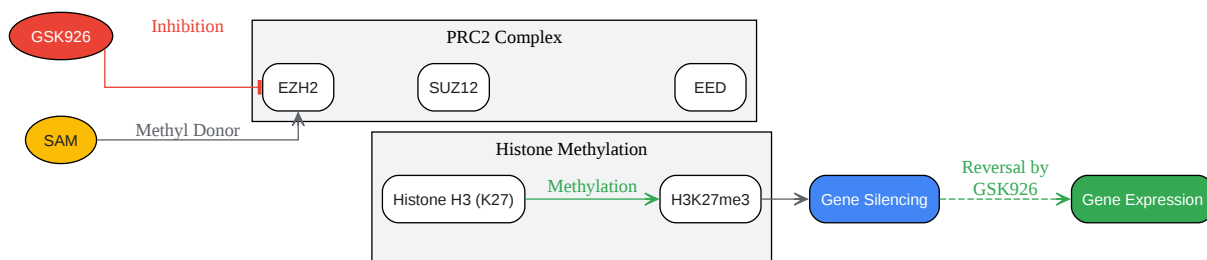 GSK926
Inhibition
PRC2 Complex
EZH2
SUZ12
EED
SAM
Methyl Donor
Histone Methylation
Histone H3 (K27)
Methylation
H3K27me3
Gene Silencing
Reversal by
GSK926
Gene Expression